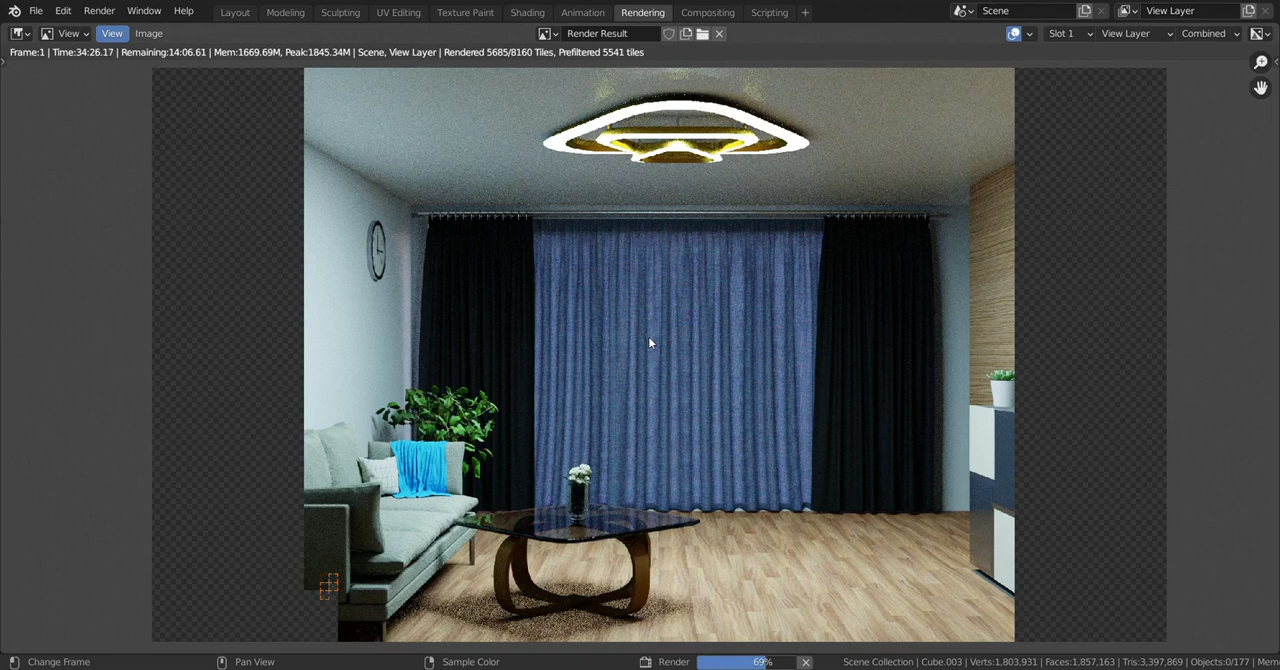 File Edit Render Window Help Layout Modeling Sculpting UV Editing Texture Paint Shading Animation Rendering Compositing Scripting + Scene View Layer
View View Image Render Result Slot 1 View Layer Combined
Frame:1 | Time:34:26.17 | Remaining:14:06.61 | Mem:1669.69M, Peak:1845.34M | Scene, View Layer | Rendered 5685/8160 Tiles, Prefiltered 5541 tiles
Change Frame Pan View Sample Color Render 69% Scene Collection | Cube.003 | Verts:1,803,931 | Faces:1,857,163 | Tris:3,397,869 | Objects:0/177 | Mem